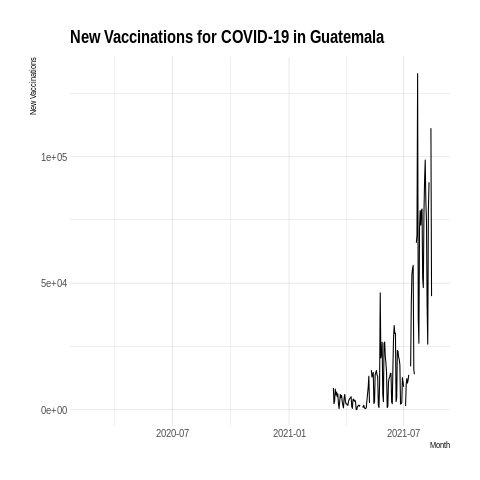 New Vaccinations for COVID-19 in Guatemala
New Vaccinations
1e+05
5e+04
0e+00
2020-07
2021-01
2021-07
Month